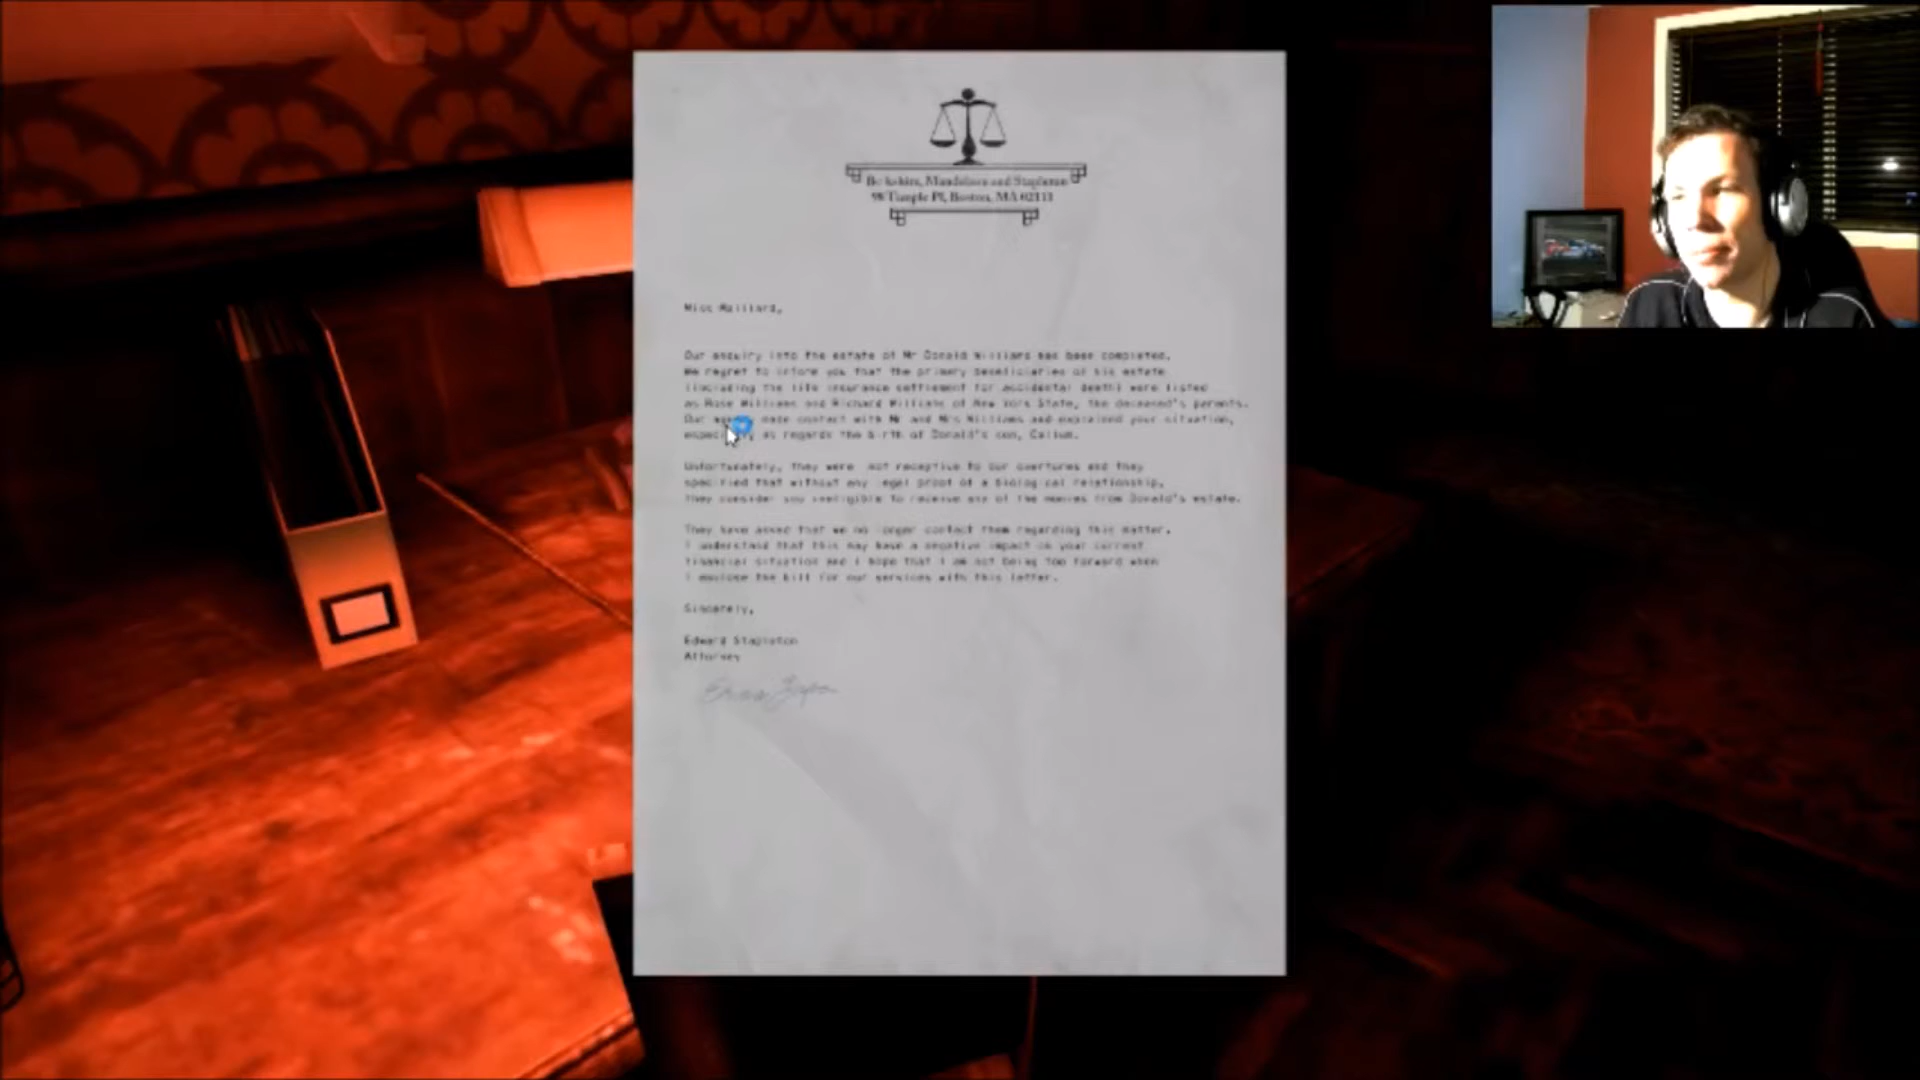 Berkshire, Mandelson and Stapleton
98 Temple Pl, Boston, MA 02111
Miss Maillard,
Our enquiry into the estate of Mr Donald Williams has been completed.
We regret to inform you that the primary beneficiaries of his estate
(including the life insurance settlement for accidental death) were listed
as Rose Williams and Richard Williams of New York State, the deceased's parents.
Our made contact with Mr and Mrs Williams and explained your situation,
especially as regards the birth of Donald's son, Callum.
Unfortunately, they were not receptive to our overtures and they
specified that without any legal proof of a biological relationship,
they consider you ineligible to receive any of the monies from Donald's estate.
They have asked that we no longer contact them regarding this matter.
I understand that this may have a negative impact on your current
financial situation and I hope that I am not being too forward when
I enclose the bill for our services with this letter.
Sincerely,
Edward Stapleton
Attorney